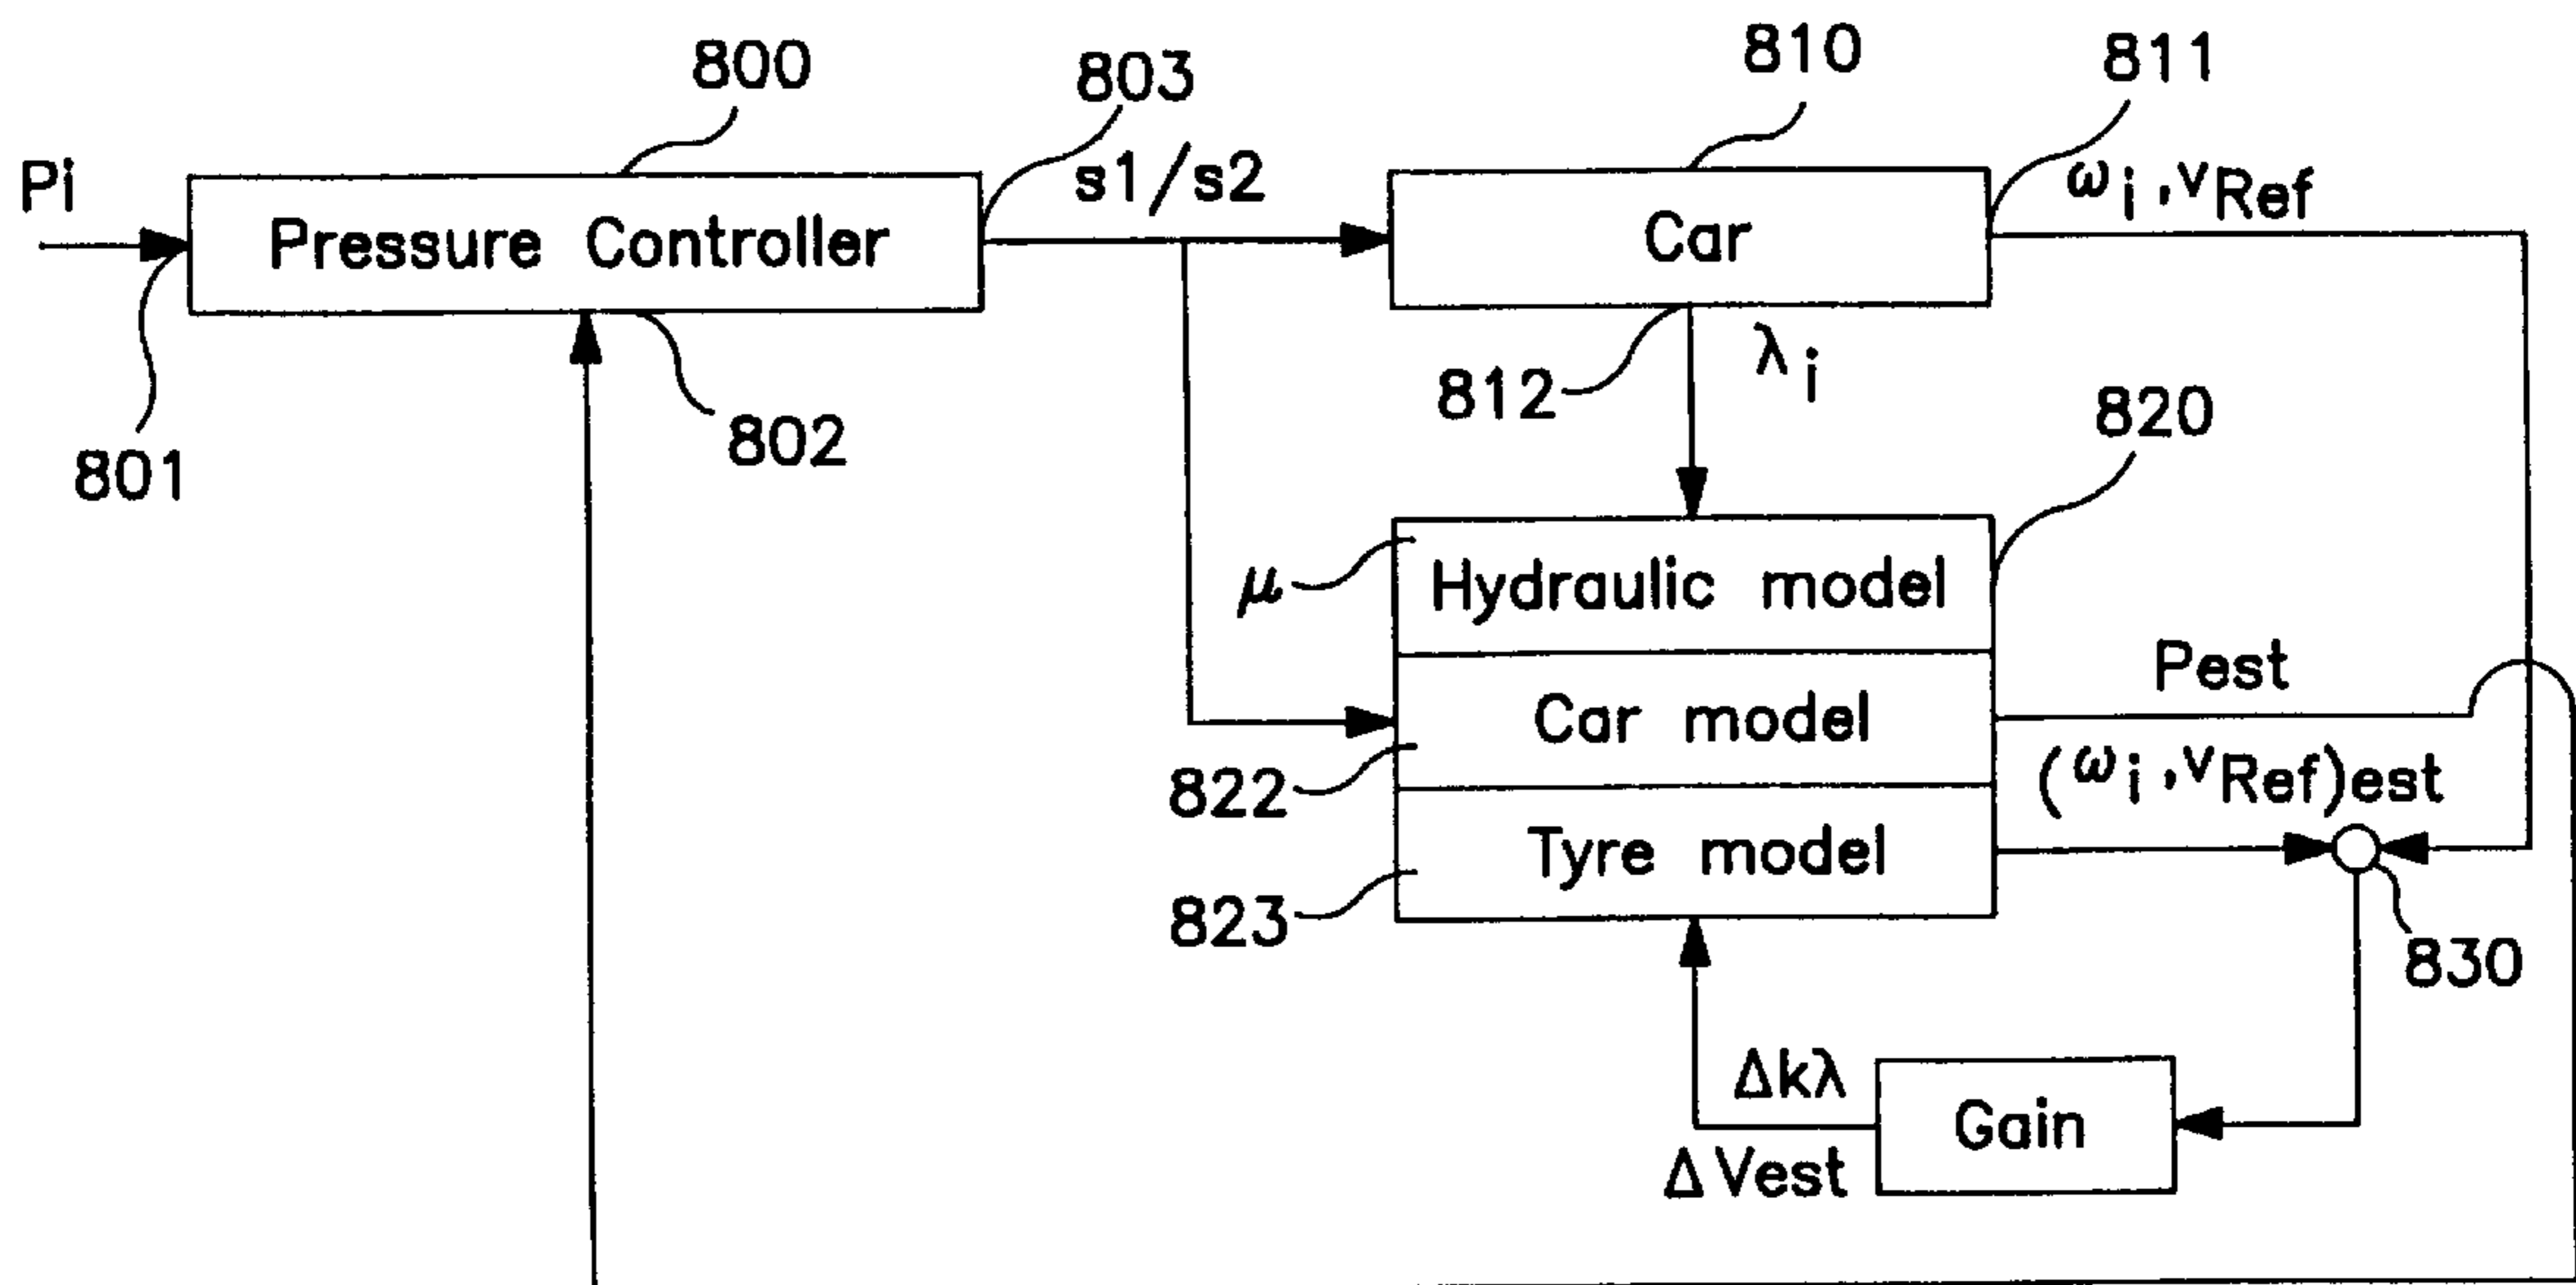 800
803
810
811
Pi
s1/s2
ωi,vRef
Pressure Controller
Car
801
802
812
λi
820
μ
Hydraulic model
Pest
Car model
822
(ωi,vRef)est
Tyre model
823
830
Δkλ
Gain
ΔVest